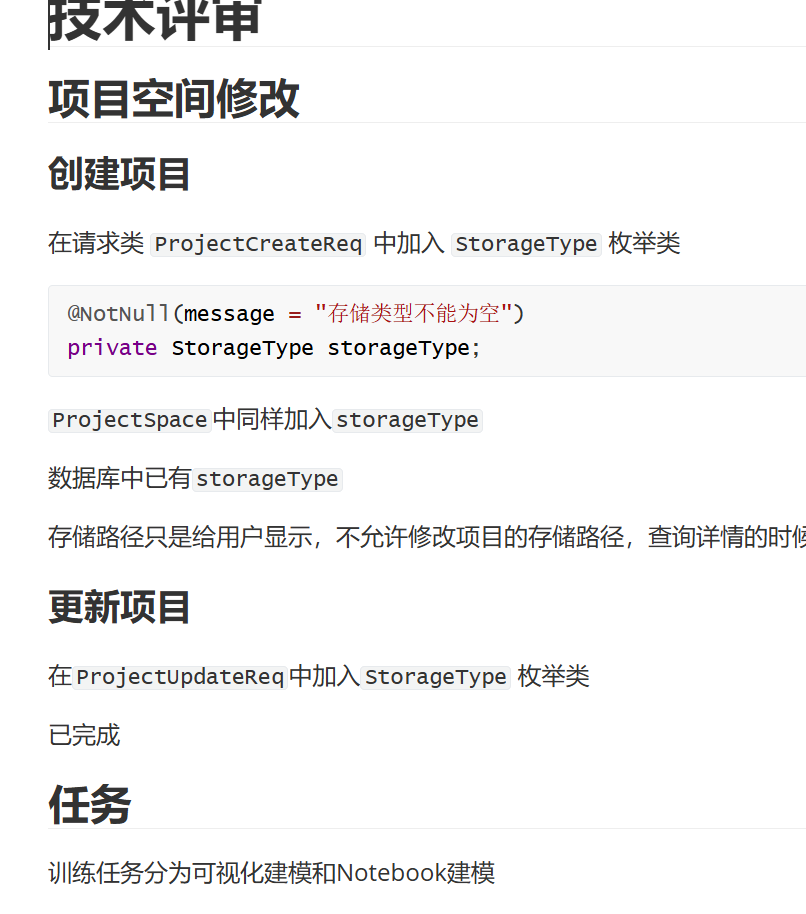 技术评审
项目空间修改
创建项目
在请求类 ProjectCreateReq 中加入 StorageType 枚举类
@NotNull(message = "存储类型不能为空")
private StorageType storageType;
ProjectSpace中同样加入storageType
数据库中已有storageType
存储路径只是给用户显示，不允许修改项目的存储路径，查询详情的时候
更新项目
在ProjectUpdateReq中加入StorageType 枚举类
已完成
任务
训练任务分为可视化建模和Notebook建模